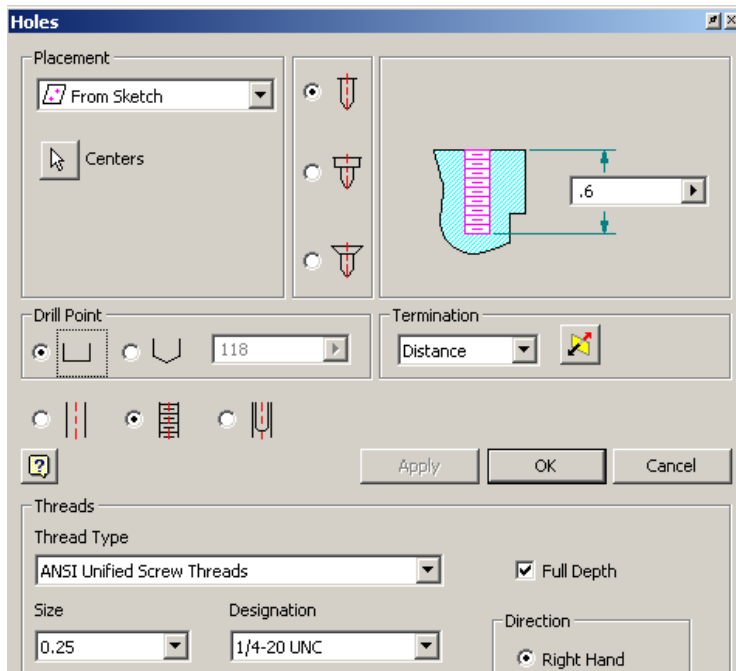 Holes
Placement
From Sketch
Centers
.6
Drill Point
118
Termination
Distance
Apply
OK
Cancel
Threads
Thread Type
ANSI Unified Screw Threads
Full Depth
Size
Designation
Direction
0.25
1/4-20 UNC
Right Hand